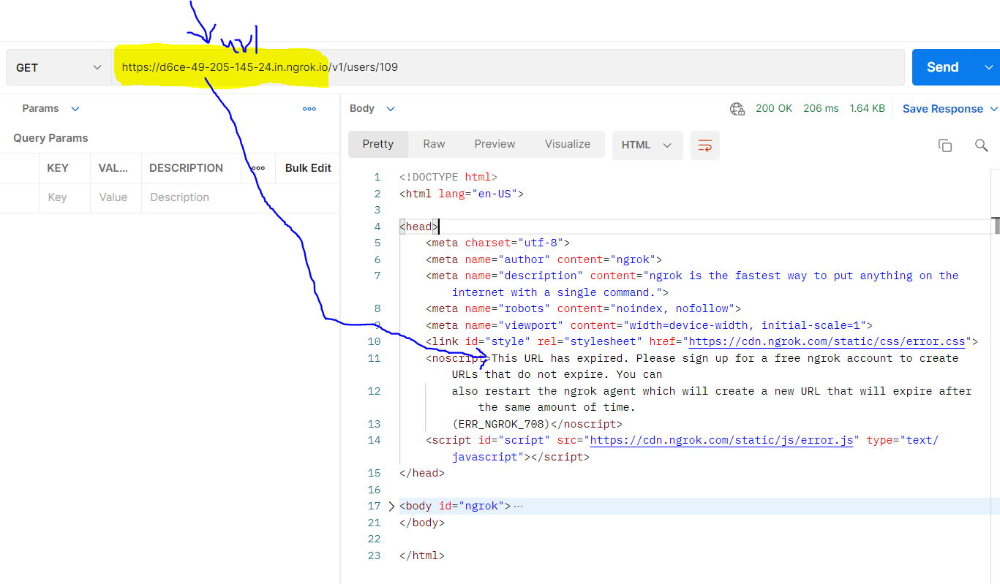 GET
https://d6ce-49-205-145-24.in.ngrok.io/v1/users/109
Send
Params
Body
200 OK 206 ms 1.64 KB
Save Response
Query Params
Pretty Raw Preview Visualize
HTML
KEY VAL... DESCRIPTION ooo Bulk Edit
Key Value Description
1 <!DOCTYPE html>
2 <html lang="en-US">
3
4 <head>
5 <meta charset="utf-8">
6 <meta name="author" content="ngrok">
7 <meta name="description" content="ngrok is the fastest way to put anything on the
internet with a single command.">
8 <meta name="robots" content="noindex, nofollow">
9 <meta name="viewport" content="width=device-width, initial-scale=1">
10 <link id="style" rel="stylesheet" href="https://cdn.ngrok.com/static/css/error.css">
11 <noscript>This URL has expired. Please sign up for a free ngrok account to create
URLs that do not expire. You can
12 also restart the ngrok agent which will create a new URL that will expire after
the same amount of time.
13 (ERR_NGROK_708)</noscript>
14 <script id="script" src="https://cdn.ngrok.com/static/js/error.js" type="text/
javascript"></script>
15 </head>
16
17 <body id="ngrok"> ...
21 </body>
22
23 </html>